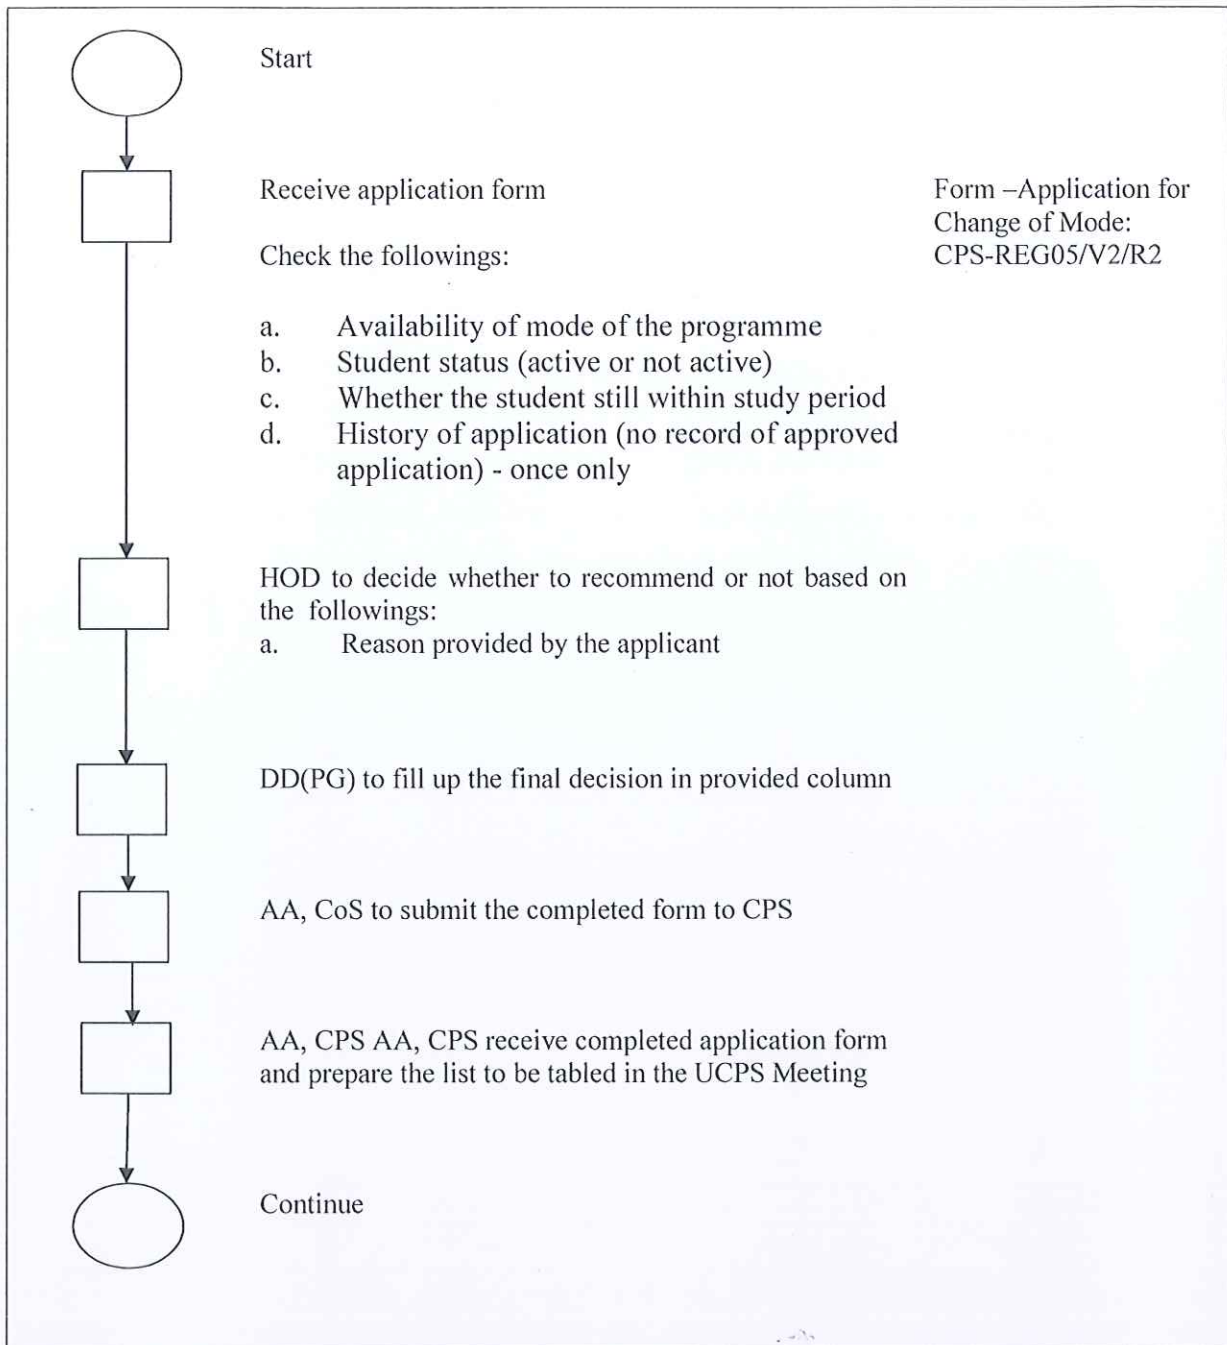 Start
Receive application form
Form –Application for
Change of Mode:
CPS-REG05/V2/R2
Check the followings:
a. Availability of mode of the programme
b. Student status (active or not active)
c. Whether the student still within study period
d. History of application (no record of approved
application) - once only
HOD to decide whether to recommend or not based on
the followings:
a. Reason provided by the applicant
DD(PG) to fill up the final decision in provided column
AA, CoS to submit the completed form to CPS
AA, CPS AA, CPS receive completed application form
and prepare the list to be tabled in the UCPS Meeting
Continue